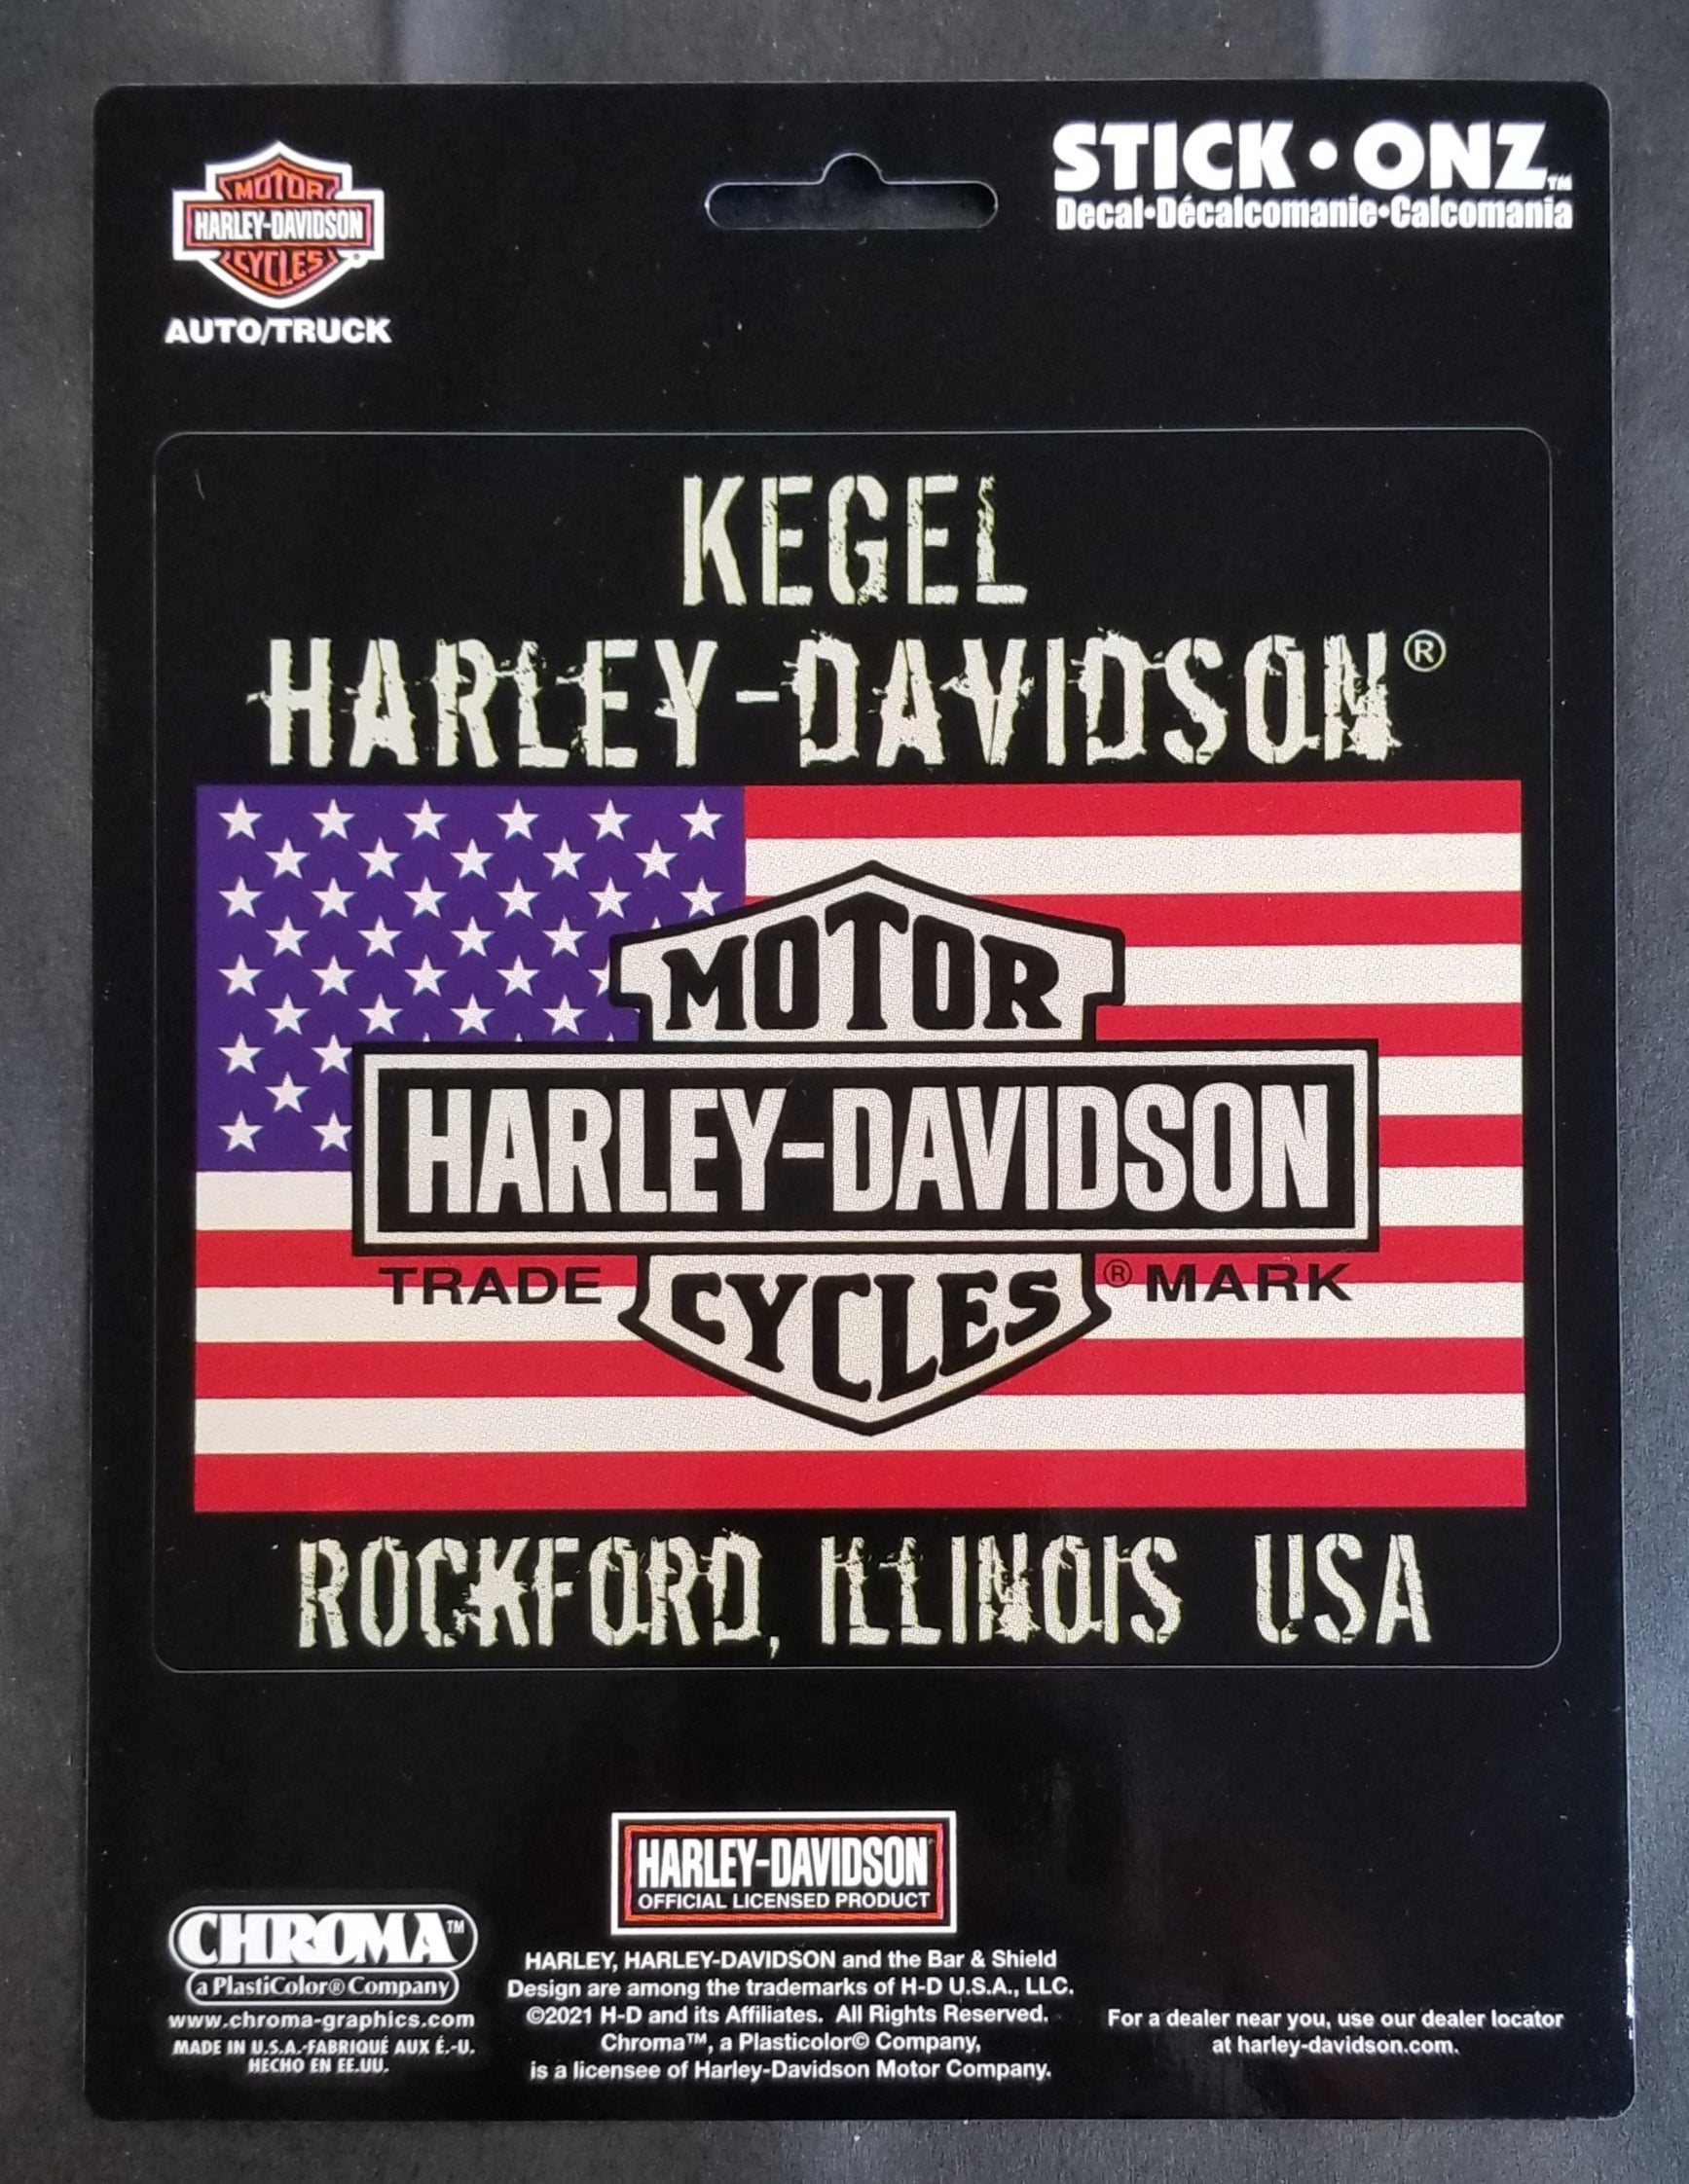 MOTOR
HARLEY-DAVIDSON
CYCLES
AUTO/TRUCK
STICK•ONZ™
Decal•Décalcomanie•Calcomania
KEGEL
HARLEY-DAVIDSON®
MOTOR
HARLEY-DAVIDSON
TRADE CYCLES ® MARK
ROCKFORD, ILLINOIS USA
HARLEY-DAVIDSON
OFFICIAL LICENSED PRODUCT
CHROMA™
a PlastiColor® Company
www.chroma-graphics.com
MADE IN U.S.A.-FABRIQUÉ AUX É.-U.
HECHO EN EE.UU.
HARLEY, HARLEY-DAVIDSON and the Bar & Shield
Design are among the trademarks of H-D U.S.A., LLC.
©2021 H-D and its Affiliates. All Rights Reserved.
Chroma™, a Plasticolor© Company,
is a licensee of Harley-Davidson Motor Company.
For a dealer near you, use our dealer locator
at harley-davidson.com.